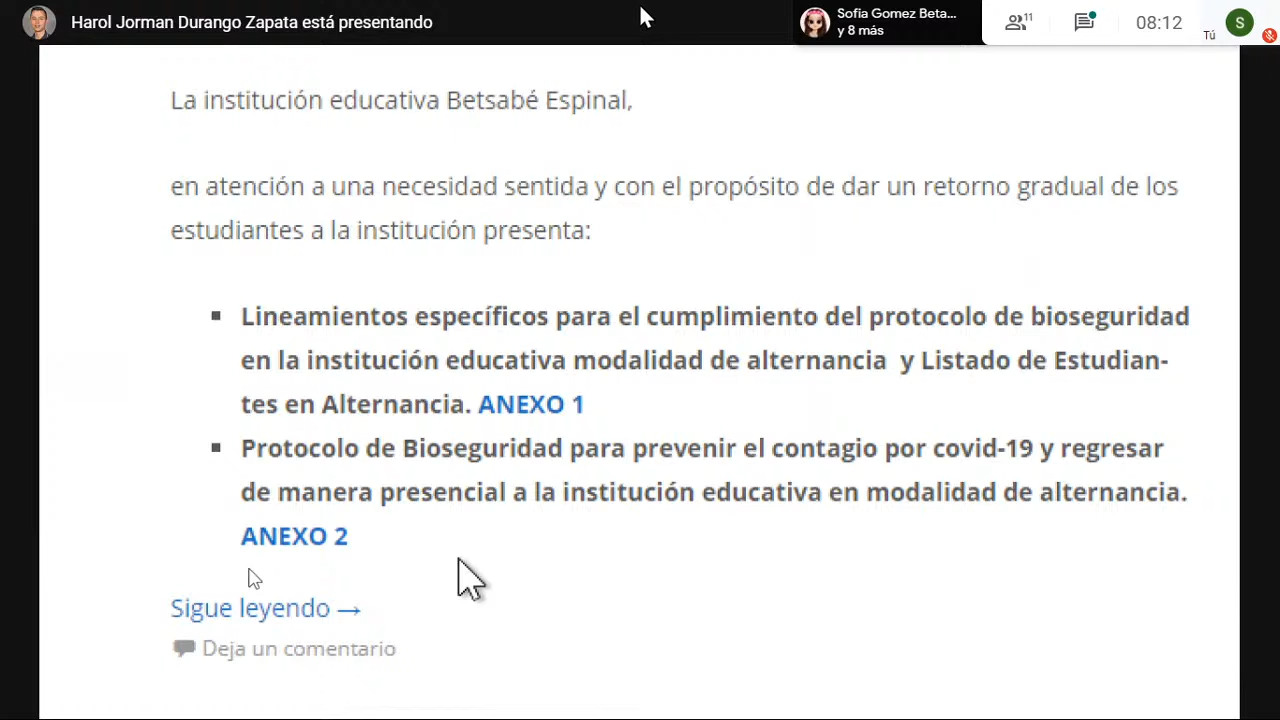 Harol Jorman Durango Zapata está presentando
Sofia Gomez Beta...
y 8 más
11
08:12
Tú
S
La institución educativa Betsabé Espinal,
en atención a una necesidad sentida y con el propósito de dar un retorno gradual de los
estudiantes a la institución presenta:
Lineamientos específicos para el cumplimiento del protocolo de bioseguridad
en la institución educativa modalidad de alternancia y Listado de Estudian-
tes en Alternancia. ANEXO 1
Protocolo de Bioseguridad para prevenir el contagio por covid-19 y regresar
de manera presencial a la institución educativa en modalidad de alternancia.
ANEXO 2
Sigue leyendo →
Deja un comentario